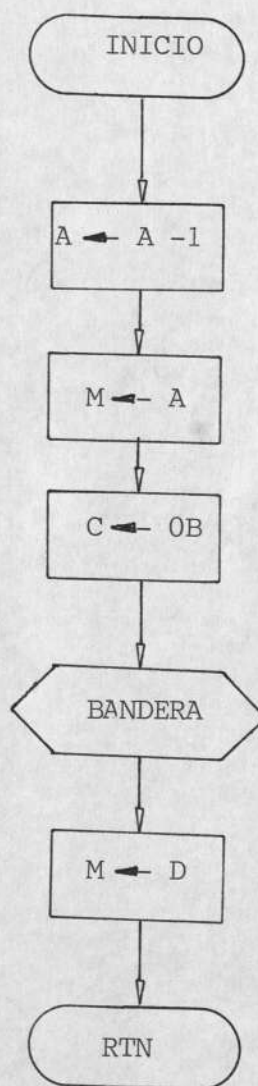 INICIO
A ← A -1
M ← A
C ← 0B
BANDERA
M ← D
RTN